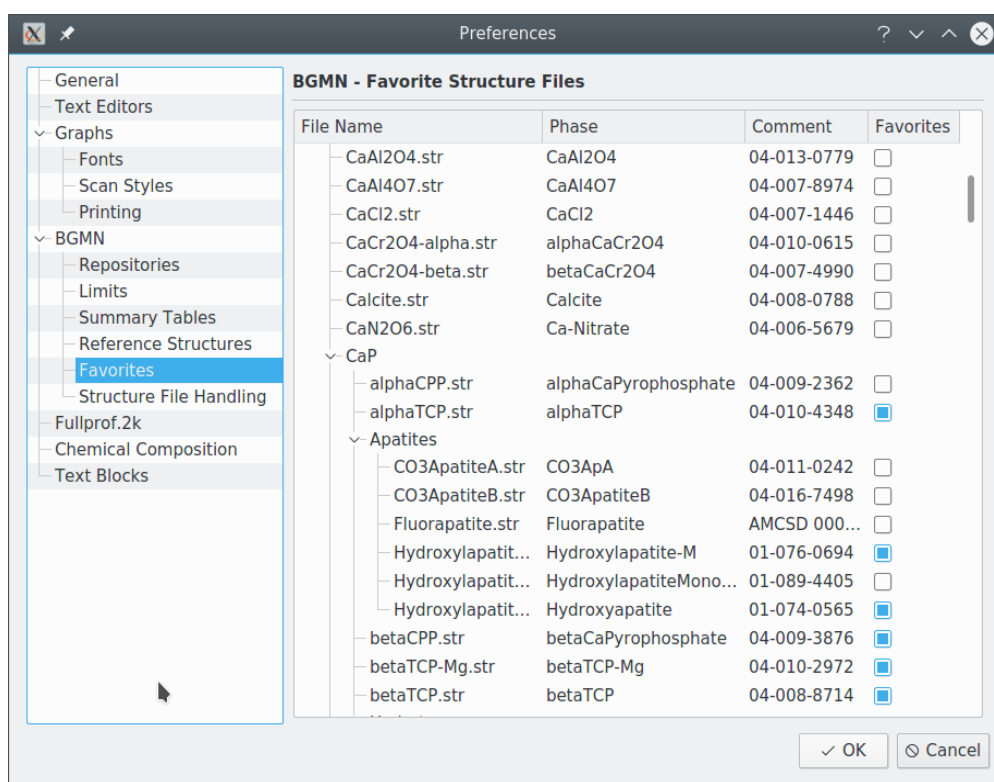 Preferences
General
Text Editors
Graphs
Fonts
Scan Styles
Printing
BGMN
Repositories
Limits
Summary Tables
Reference Structures
Favorites
Structure File Handling
Fullprof.2k
Chemical Composition
Text Blocks
BGMN - Favorite Structure Files
File Name Phase Comment Favorites
CaAl2O4.str CaAl2O4 04-013-0779
CaAl4O7.str CaAl4O7 04-007-8974
CaCl2.str CaCl2 04-007-1446
CaCr2O4-alpha.str alphaCaCr2O4 04-010-0615
CaCr2O4-beta.str betaCaCr2O4 04-007-4990
Calcite.str Calcite 04-008-0788
CaN2O6.str Ca-Nitrate 04-006-5679
CaP
alphaCPP.str alphaCaPyrophosphate 04-009-2362
alphaTCP.str alphaTCP 04-010-4348
Apatites
CO3ApatiteA.str CO3ApA 04-011-0242
CO3ApatiteB.str CO3ApatiteB 04-016-7498
Fluorapatite.str Fluorapatite AMCSD 000...
Hydroxylapatit... Hydroxylapatite-M 01-076-0694
Hydroxylapatit... HydroxylapatiteMono... 01-089-4405
Hydroxylapatit... Hydroxyapatite 01-074-0565
betaCPP.str betaCaPyrophosphate 04-009-3876
betaTCP-Mg.str betaTCP-Mg 04-010-2972
betaTCP.str betaTCP 04-008-8714
OK Cancel